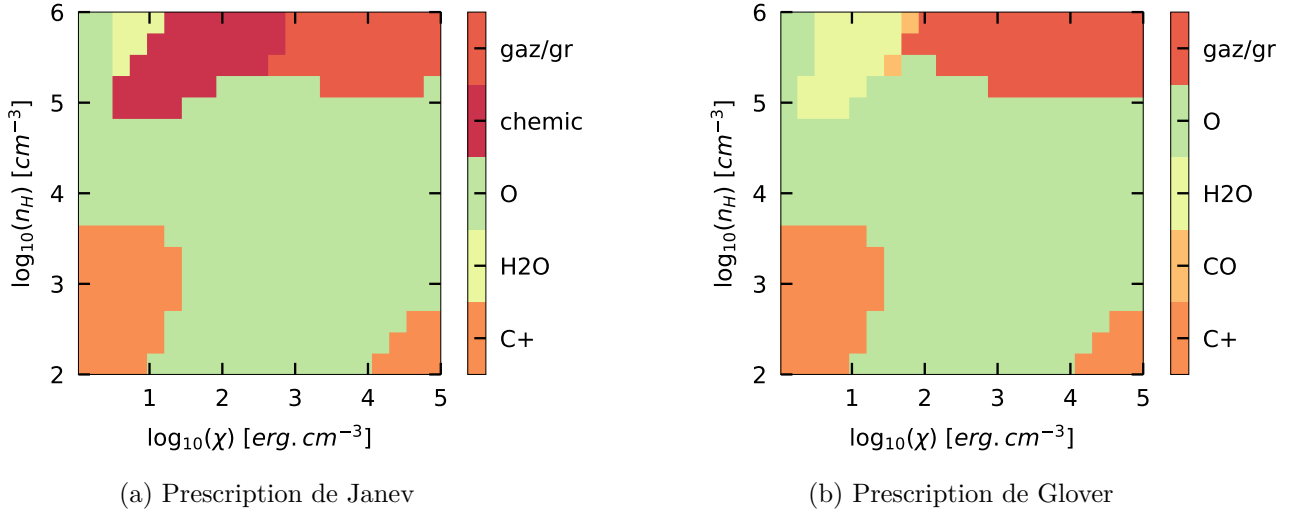 6
5
4
3
2
log₁₀(n_H) [cm⁻³]
1 2 3 4 5
log₁₀(χ) [erg.cm⁻³]
gaz/gr
chemic
O
H2O
C+
(a) Prescription de Janev
6
5
4
3
2
log₁₀(n_H) [cm⁻³]
1 2 3 4 5
log₁₀(χ) [erg.cm⁻³]
gaz/gr
O
H2O
CO
C+
(b) Prescription de Glover